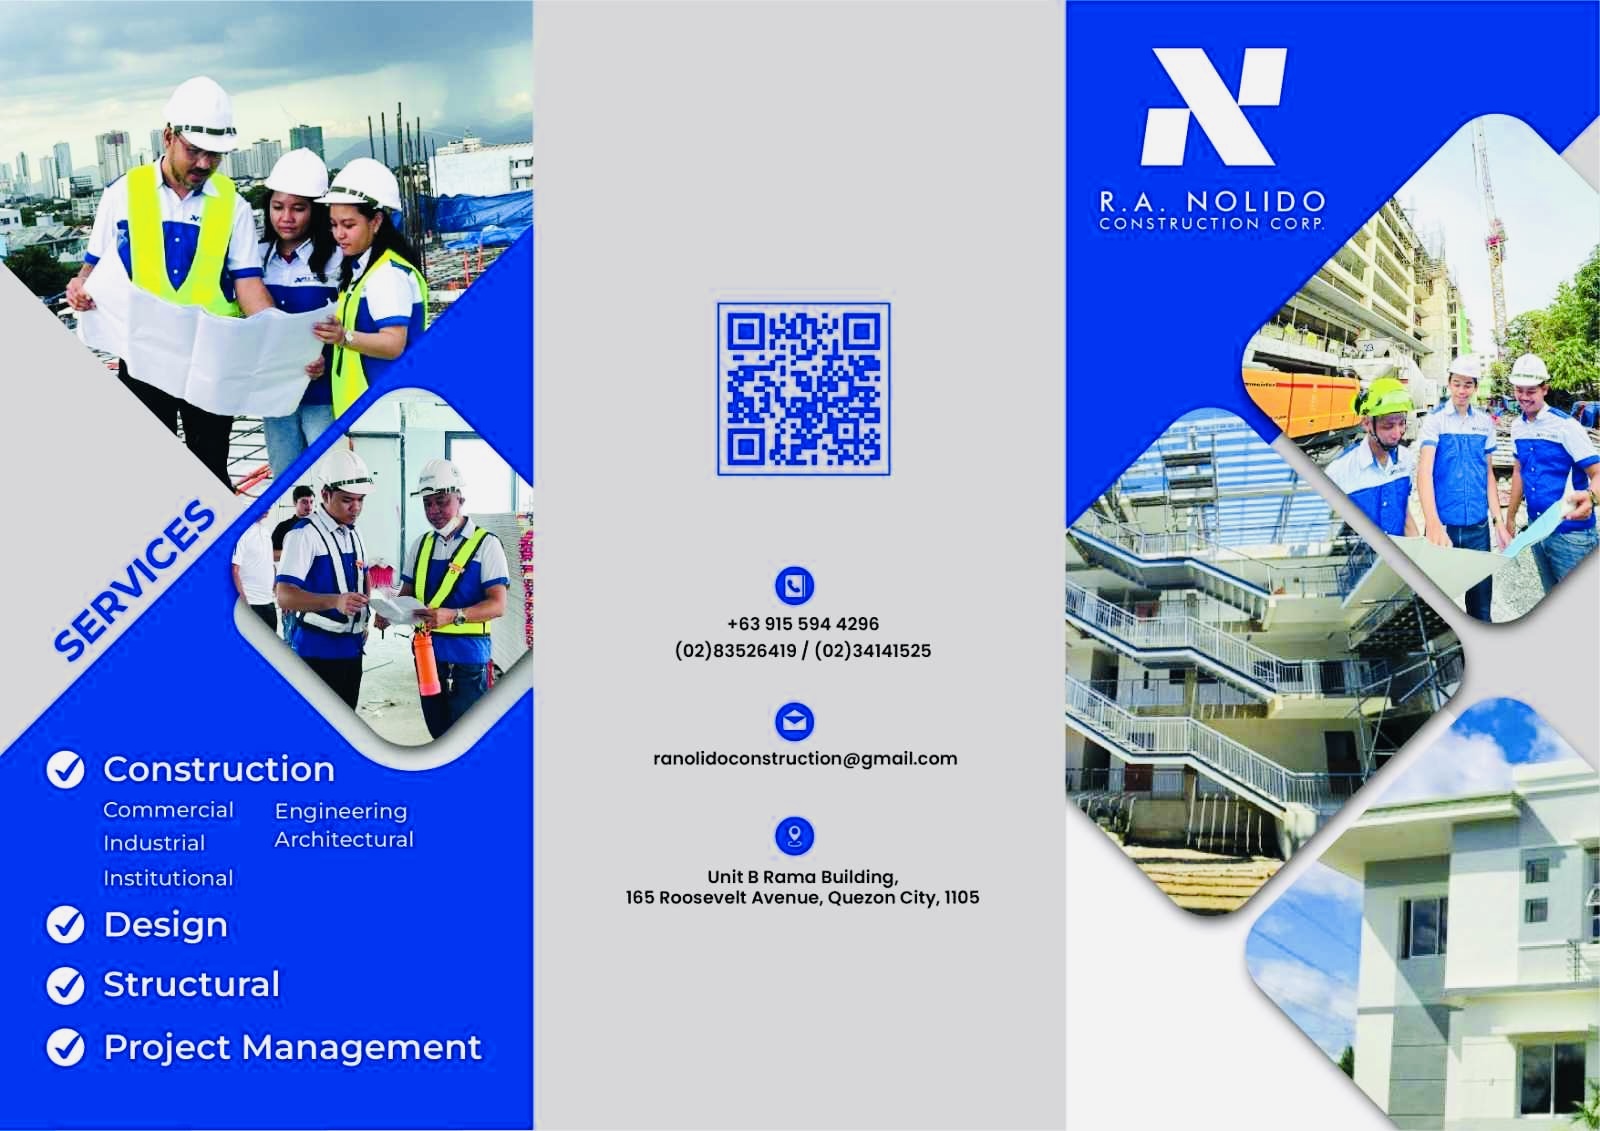 SERVICES
Construction
Commercial
Industrial
Institutional
Engineering
Architectural
Design
Structural
Project Management
+63 915 594 4296
(02)83526419 / (02)34141525
ranolidoconstruction@gmail.com
Unit B Rama Building,
165 Roosevelt Avenue, Quezon City, 1105
R.A. NOLIDO
CONSTRUCTION CORP.
23